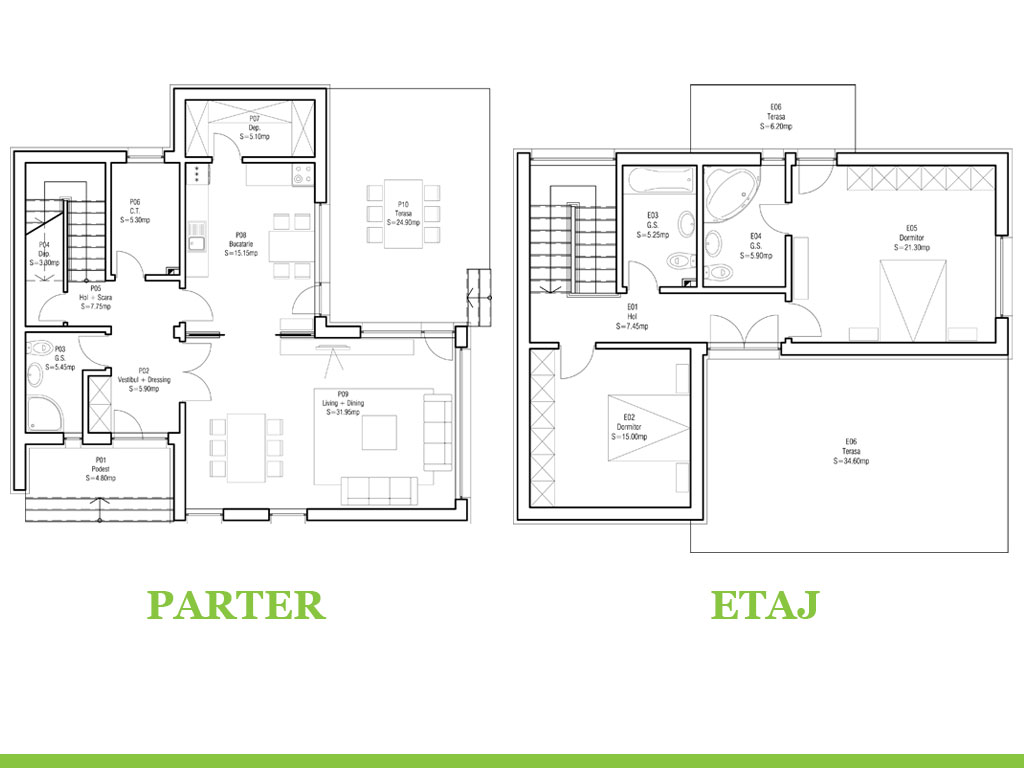 P07
Dep.
S=5.10mp
P06
C.T.
S=5.30mp
P10
Terasa
S=24.90mp
P04
Dep.
S=3.00mp
P08
Bucatarie
S=15.15mp
P05
Hol + Scara
S=7.75mp
P03
G.S.
S=5.45mp
P02
Vestibul + Dressing
S=5.90mp
P09
Living + Dining
S=31.95mp
P01
Podest
S=4.80mp
PARTER
E06
Terasa
S=6.20mp
E03
G.S.
S=5.25mp
E04
G.S.
S=5.90mp
E05
Dormitor
S=21.30mp
E01
Hol
S=7.45mp
E02
Dormitor
S=15.00mp
E06
Terasa
S=34.60mp
ETAJ